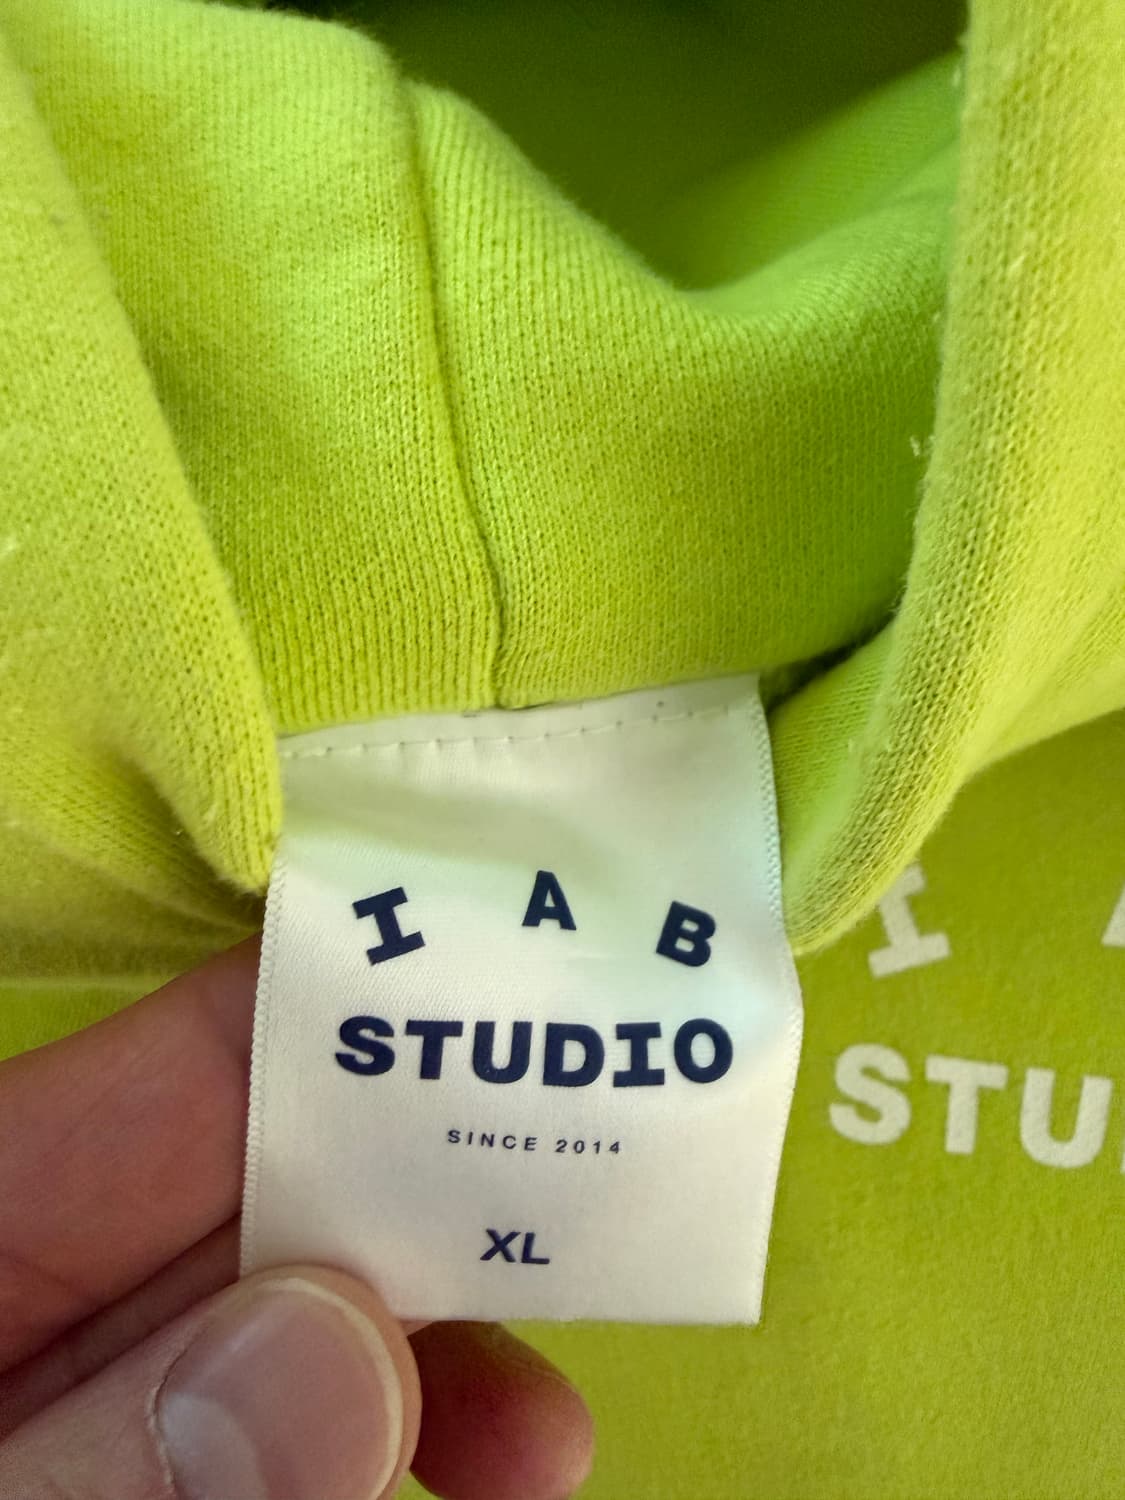 I A B
STUDIO
SINCE 2014
XL
I
STU